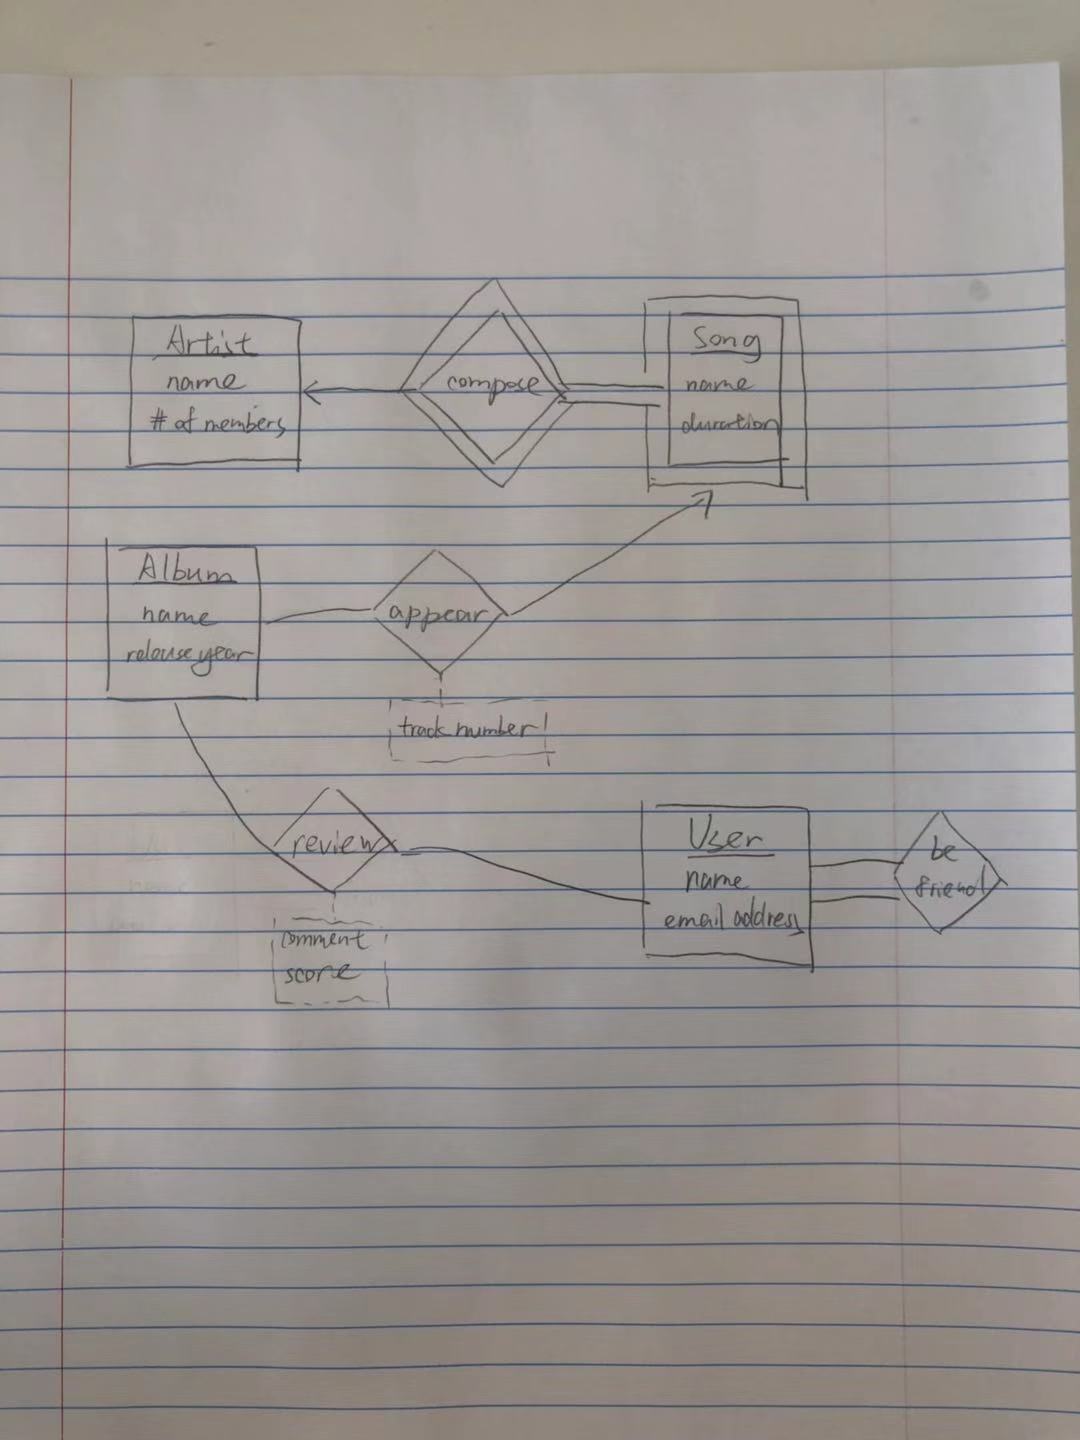 Artist
name
# of members
compose
Song
name
duration
Album
name
release year
appear
track number
review
comment
score
User
name
email address
be
friend